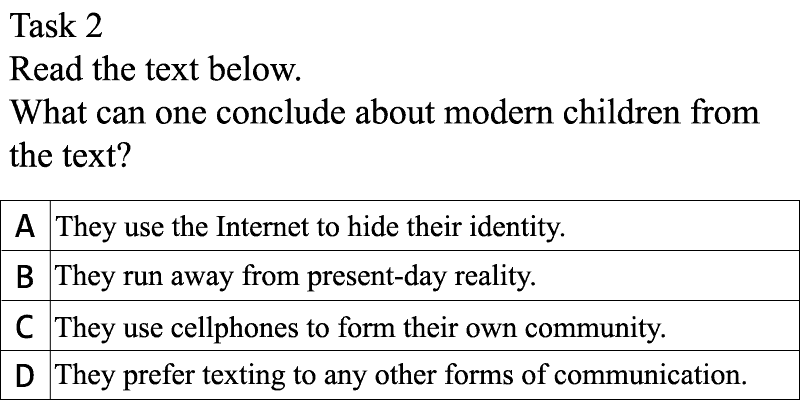 Task 2
Read the text below.
What can one conclude about modern children from
the text?
A They use the Internet to hide their identity.
B They run away from present-day reality.
C They use cellphones to form their own community.
D They prefer texting to any other forms of communication.